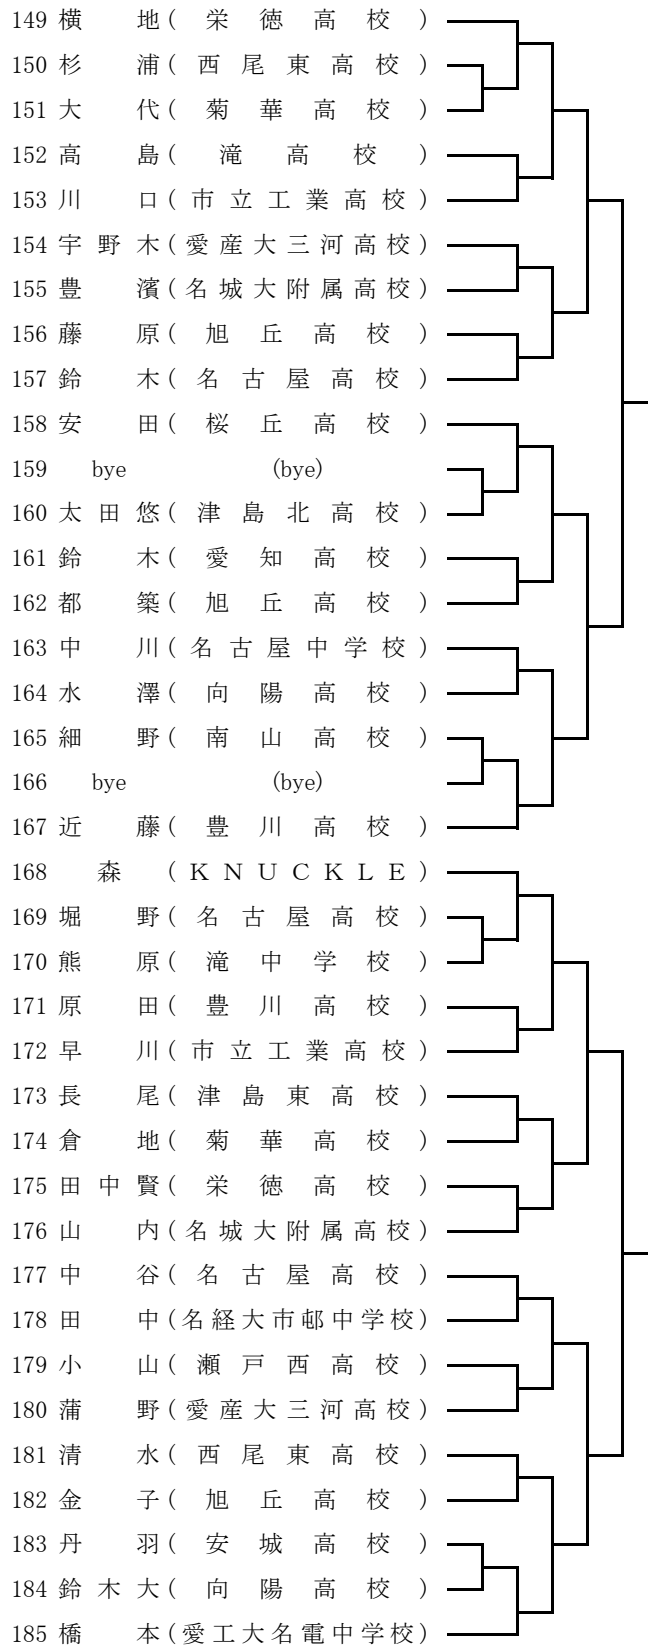 149 横 地 ( 栄 徳 高 校 )
150 杉 浦 ( 西 尾 東 高 校 )
151 大 代 ( 菊 華 高 校 )
152 高 島 ( 滝 高 校 )
153 川 口 ( 市 立 工 業 高 校 )
154 宇 野 木 ( 愛 産 大 三 河 高 校 )
155 豊 濱 ( 名 城 大 附 属 高 校 )
156 藤 原 ( 旭 丘 高 校 )
157 鈴 木 ( 名 古 屋 高 校 )
158 安 田 ( 桜 丘 高 校 )
159 bye (bye)
160 太 田 悠 ( 津 島 北 高 校 )
161 鈴 木 ( 愛 知 高 校 )
162 都 築 ( 旭 丘 高 校 )
163 中 川 ( 名 古 屋 中 学 校 )
164 水 澤 ( 向 陽 高 校 )
165 細 野 ( 南 山 高 校 )
166 bye (bye)
167 近 藤 ( 豊 川 高 校 )
168 森 ( K N U C K L E )
169 堀 野 ( 名 古 屋 高 校 )
170 熊 原 ( 滝 中 学 校 )
171 原 田 ( 豊 川 高 校 )
172 早 川 ( 市 立 工 業 高 校 )
173 長 尾 ( 津 島 東 高 校 )
174 倉 地 ( 菊 華 高 校 )
175 田 中 賢 ( 栄 徳 高 校 )
176 山 内 ( 名 城 大 附 属 高 校 )
177 中 谷 ( 名 古 屋 高 校 )
178 田 中 ( 名 経 大 市 邨 中 学 校 )
179 小 山 ( 瀬 戸 西 高 校 )
180 蒲 野 ( 愛 産 大 三 河 高 校 )
181 清 水 ( 西 尾 東 高 校 )
182 金 子 ( 旭 丘 高 校 )
183 丹 羽 ( 安 城 高 校 )
184 鈴 木 大 ( 向 陽 高 校 )
185 橋 本 ( 愛 工 大 名 電 中 学 校 )